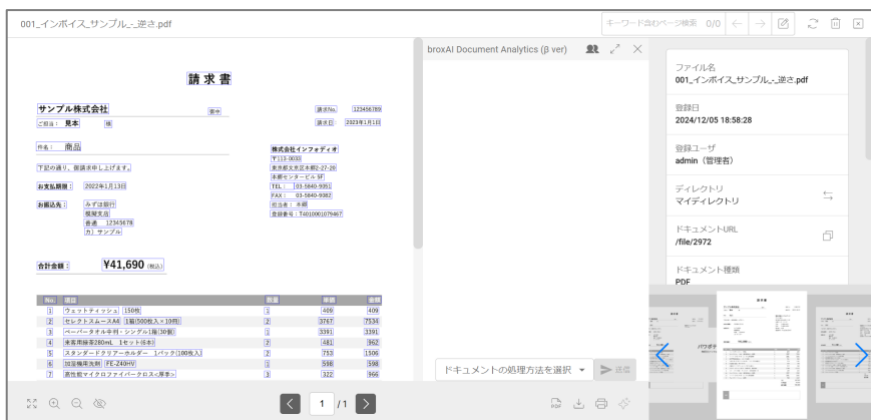 001_インボイス_サンプル_-_逆さ.pdf
キーワード含むページ検索 0/0
請求書
サンプル株式会社 御中
ご担当： 見本 様
請求No. 123456789
請求日 2023年1月1日
件名： 商品
下記の通り、御請求申し上げます。
お支払期限： 2022年1月13日
お振込先： みずほ銀行
模擬支店
普通 12345678
カ）サンプル
株式会社インフォディオ
〒113-0033
東京都文京区本郷2-27-20
本郷センタービル 5F
TEL： 03-5840-9351
FAX： 03-5840-9362
担当者： 本郷
登録番号：T4010001079467
合計金額： ¥41,690 (税込)
No. 項目 数量 単価 金額
1 ウェットティッシュ 150枚 1 409 409
2 セレクトスムースA4 1箱(500枚入×10冊) 2 3767 7534
3 ペーパータオル中判・シングル1箱(30個) 1 3391 3391
4 来客用緑茶280mL 1セット(6本) 2 481 962
5 スタンダードクリアーホルダー 1パック(100枚入) 2 753 1506
6 加湿機用洗剤 FE-Z40HV 1 598 598
7 高性能マイクロファイバークロス<厚手> 3 322 966
1 /1
broxAI Document Analytics (β ver)
ドキュメントの処理方法を選択
送信
ファイル名
001_インボイス_サンプル_-_逆さ.pdf
登録日
2024/12/05 18:58:28
登録ユーザ
admin（管理者）
ディレクトリ
マイディレクトリ
ドキュメントURL
/file/2972
ドキュメント種類
PDF